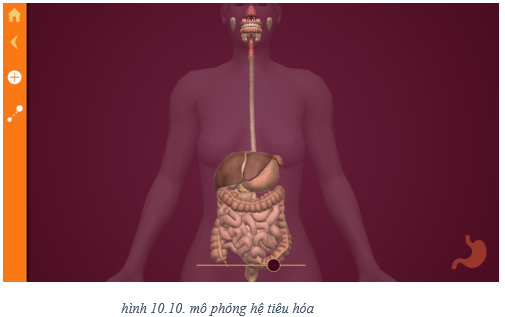 hình 10.10. mô phỏng hệ tiêu hóa